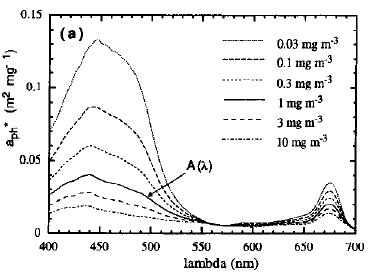 (a)
0.15
0.1
0.05
0
aph* (m² mg⁻¹)
0.03 mg m⁻³
0.1 mg m⁻³
0.3 mg m⁻³
1 mg m⁻³
3 mg m⁻³
10 mg m⁻³
A(λ)
400 450 500 550 600 650 700
lambda (nm)